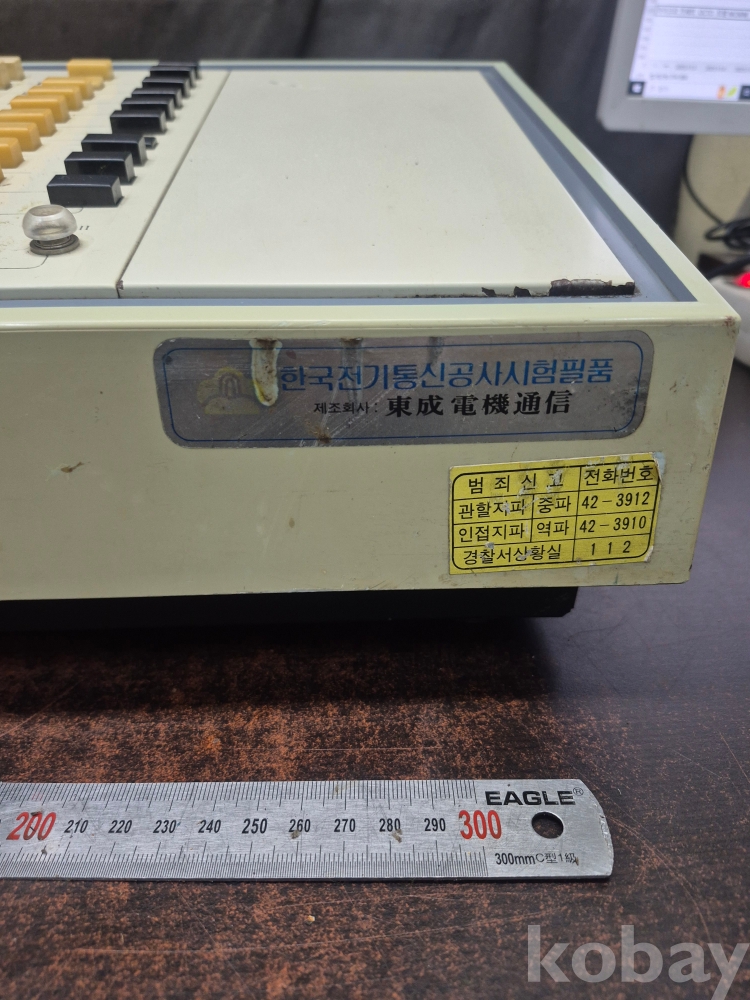 한국전기통신공사시험필품
제조회사 : 東成電機通信
범죄신고 전화번호
관할지파 중파 42-3912
인접지파 역파 42-3910
경찰서상황실 112
EAGLE®
200 210 220 230 240 250 260 270 280 290 300
300mm C型1級
kobay